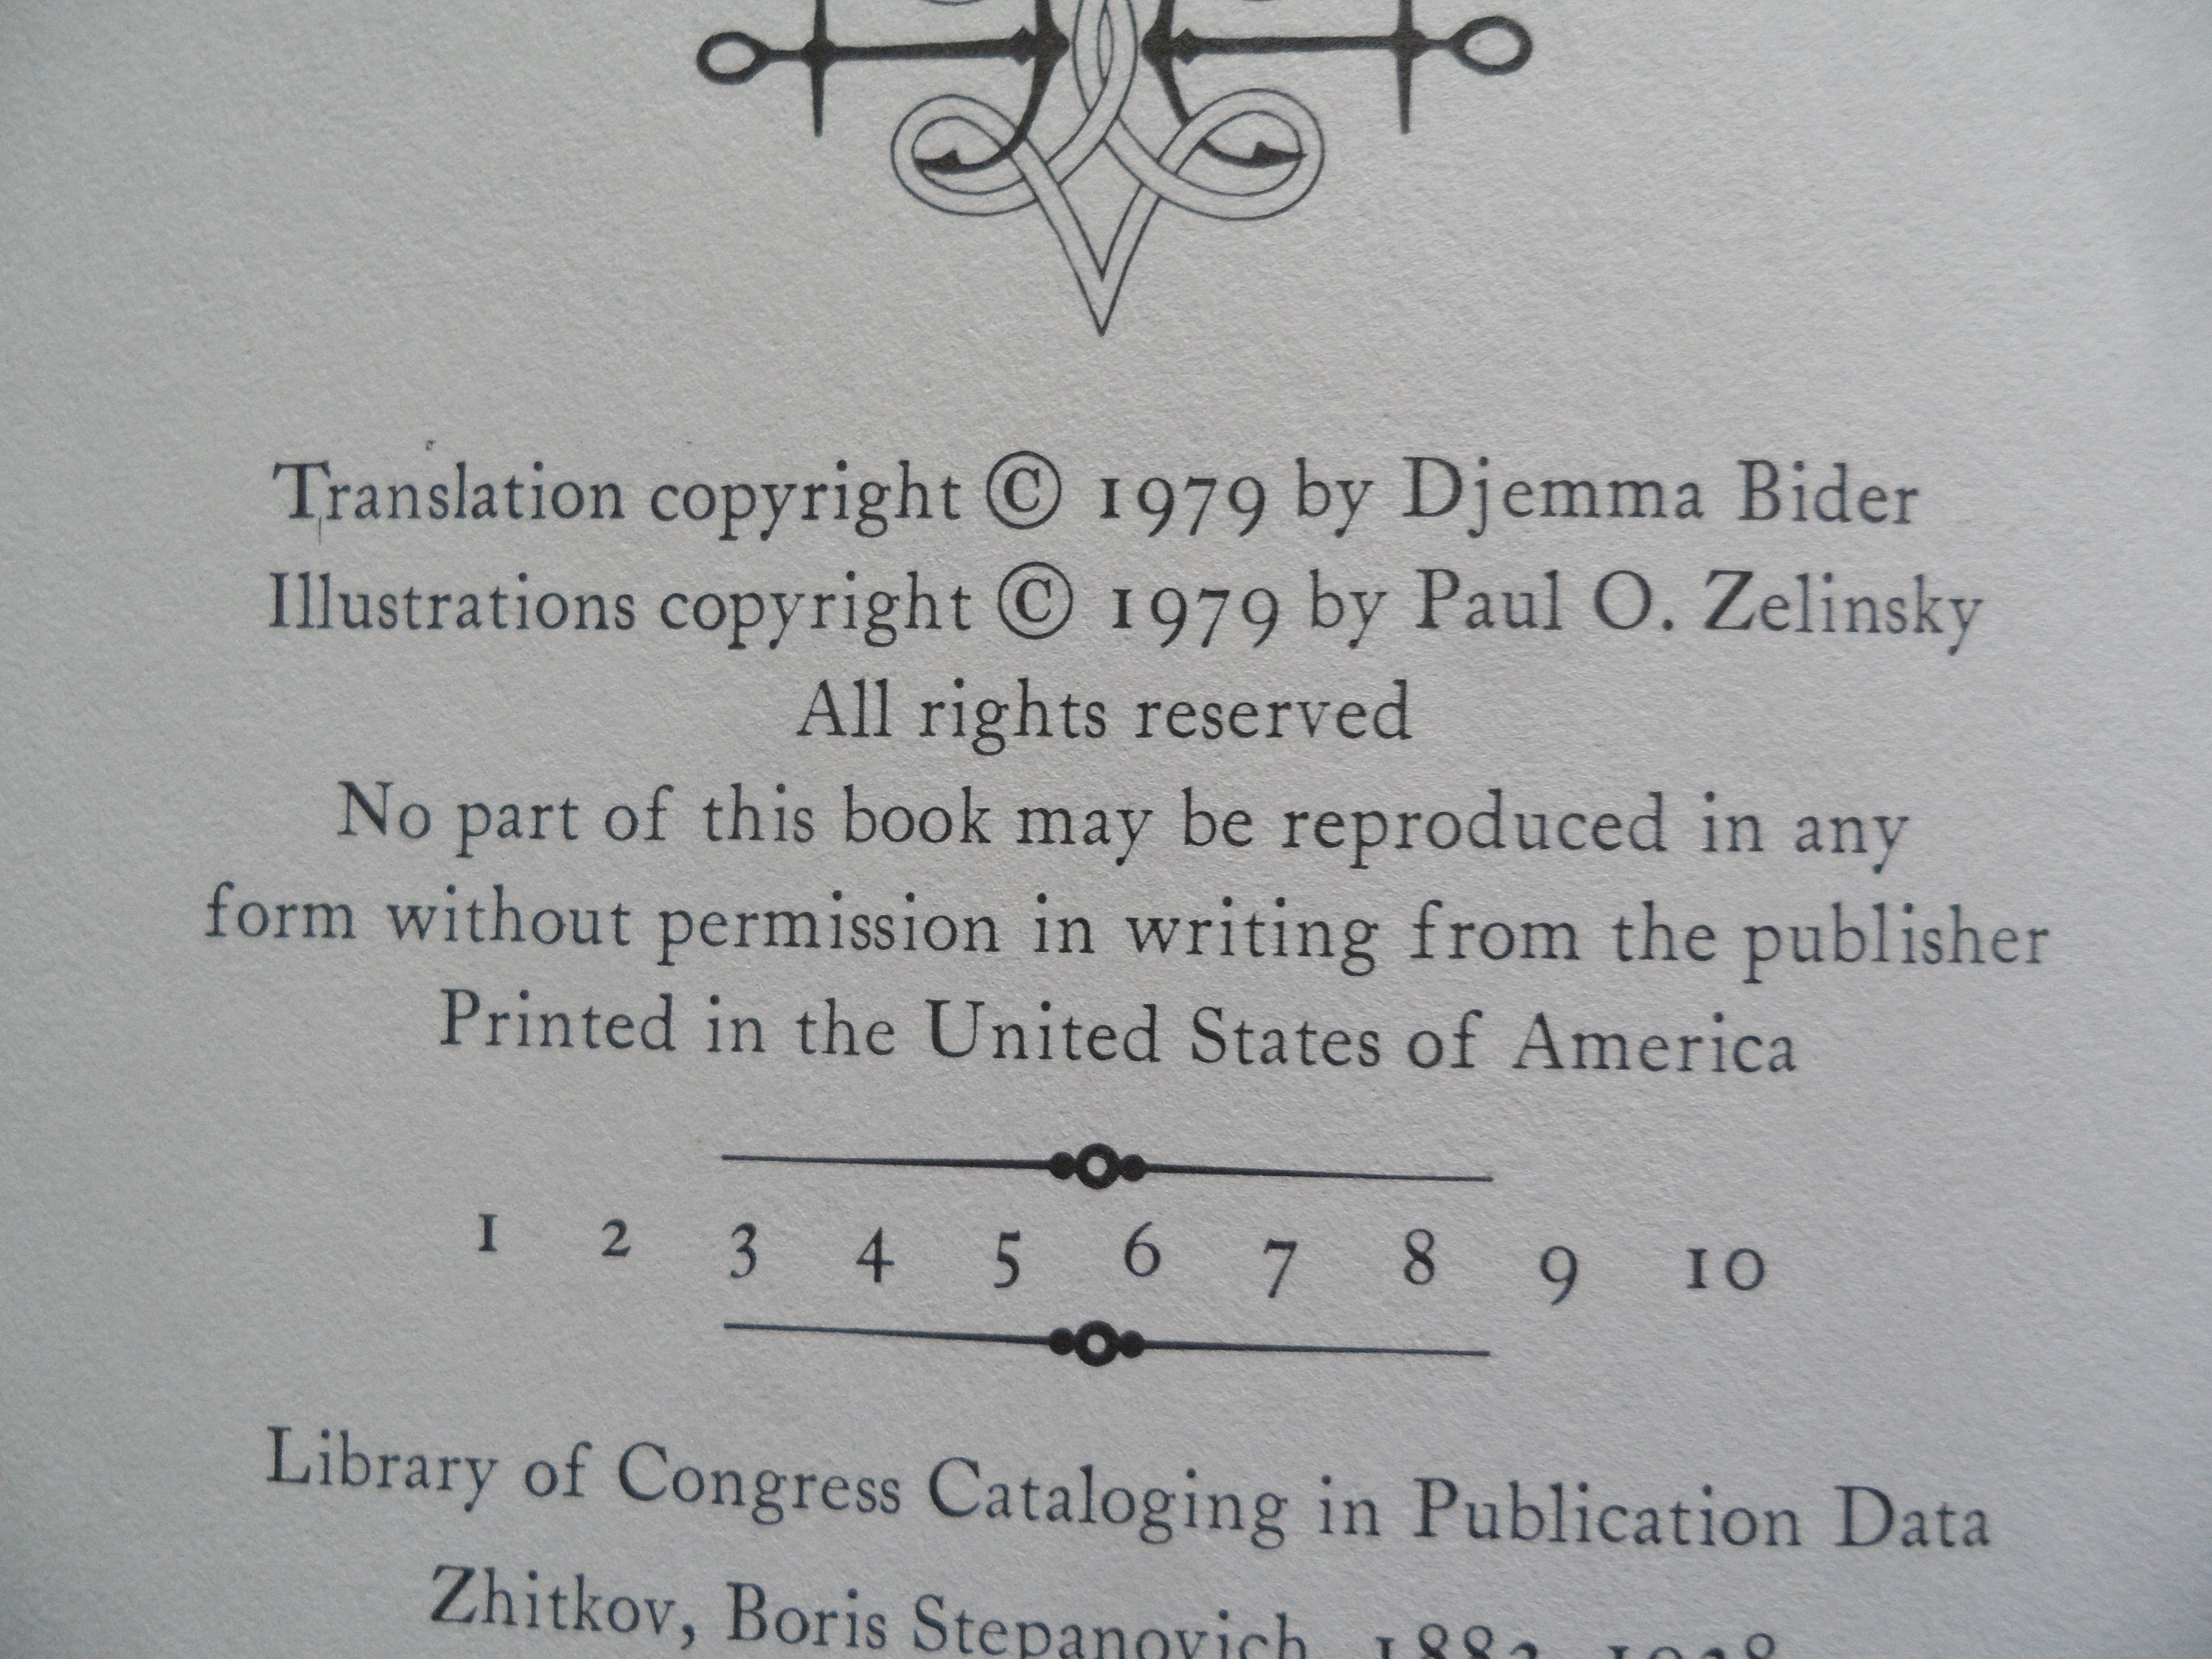 Translation copyright © 1979 by Djemma Bider
Illustrations copyright © 1979 by Paul O. Zelinsky
All rights reserved
No part of this book may be reproduced in any
form without permission in writing from the publisher
Printed in the United States of America
1 2 3 4 5 6 7 8 9 10
Library of Congress Cataloging in Publication Data
Zhitkov, Boris Stepanovich